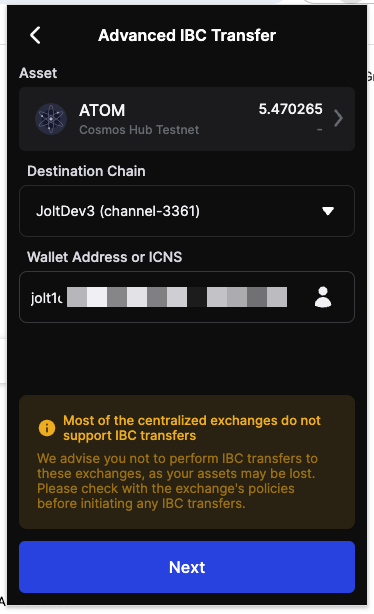 Advanced IBC Transfer
Asset
ATOM 5.470265
Cosmos Hub Testnet -
Destination Chain
JoltDev3 (channel-3361)
Wallet Address or ICNS
jolt1
Most of the centralized exchanges do not
support IBC transfers
We advise you not to perform IBC transfers to
these exchanges, as your assets may be lost.
Please check with the exchange's policies
before initiating any IBC transfers.
Next